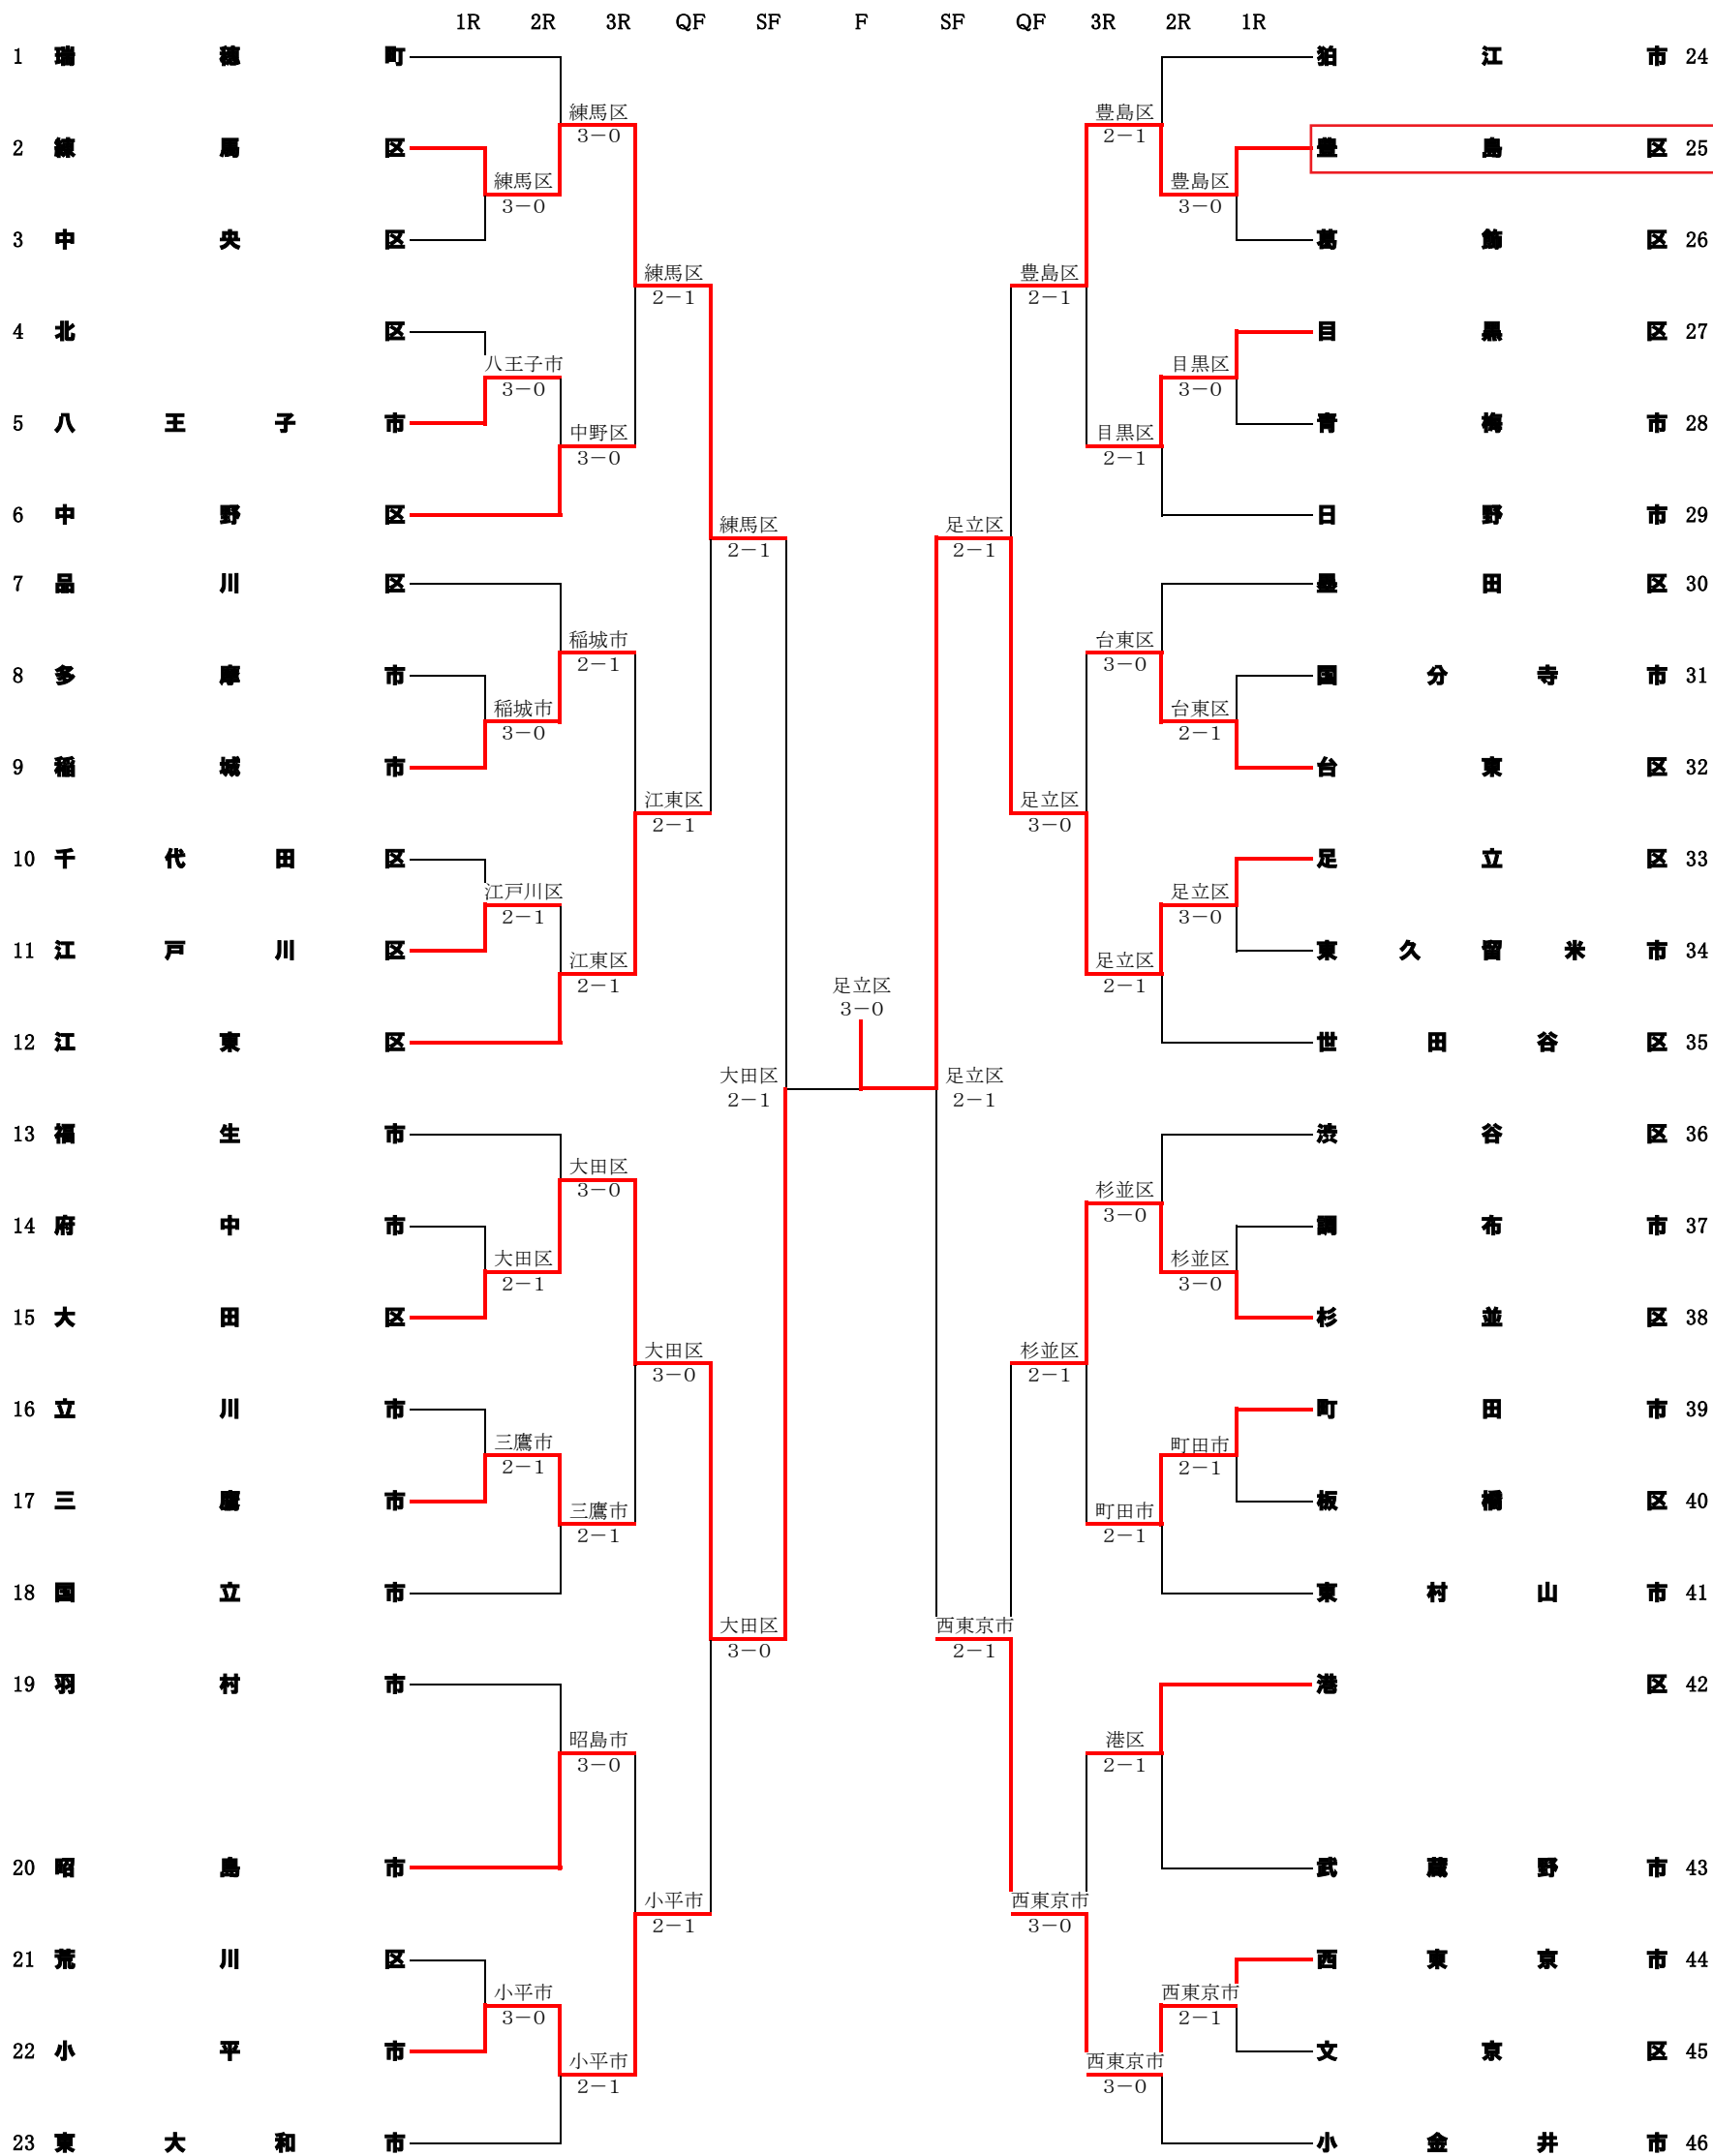 1R 2R 3R QF SF F SF QF 3R 2R 1R
1 瑞穂町 狛江市 24
練馬区 豊島区
3−0 2−1
2 練馬区 豊島区 25
練馬区 豊島区
3−0 3−0
3 中央区 葛飾区 26
練馬区 豊島区
2−1 2−1
4 北区 目黒区 27
八王子市 目黒区
3−0 3−0
5 八王子市 青梅市 28
中野区 目黒区
3−0 2−1
6 中野区 日野市 29
練馬区 足立区
2−1 2−1
7 品川区 墨田区 30
稲城市 台東区
2−1 3−0
8 多摩市 国分寺市 31
稲城市 台東区
3−0 2−1
9 稲城市 台東区 32
江東区 足立区
2−1 3−0
10 千代田区 足立区 33
江戸川区 足立区
2−1 3−0
11 江戸川区 東久留米市 34
江東区 足立区
2−1 2−1
足立区
3−0
12 江東区 世田谷区 35
大田区 足立区
2−1 2−1
13 福生市 渋谷区 36
大田区 杉並区
3−0 3−0
14 府中市 調布市 37
大田区 杉並区
2−1 3−0
15 大田区 杉並区 38
大田区 杉並区
3−0 2−1
16 立川市 町田市 39
三鷹市 町田市
2−1 2−1
17 三鷹市 板橋区 40
三鷹市 町田市
2−1 2−1
18 国立市 東村山市 41
大田区 西東京市
3−0 2−1
19 羽村市 港区 42
昭島市 港区
3−0 2−1
20 昭島市 武蔵野市 43
小平市 西東京市
2−1 3−0
21 荒川区 西東京市 44
小平市 西東京市
3−0 2−1
22 小平市 文京区 45
小平市 西東京市
2−1 3−0
23 東大和市 小金井市 46